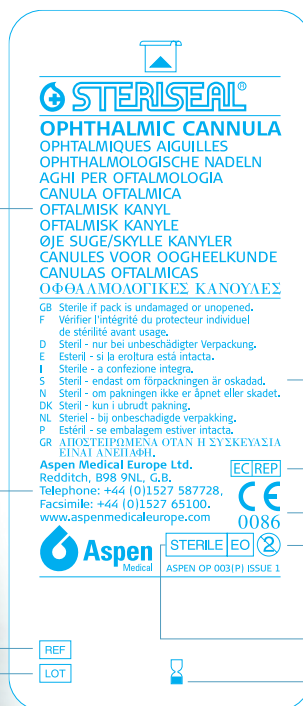 STERISEAL®
OPHTHALMIC CANNULA
OPHTALMIQUES AIGUILLES
OPHTHALMOLOGISCHE NADELN
AGHI PER OFTALMOLOGIA
CANULA OFTALMICA
OFTALMISK KANYL
OFTALMISK KANYLE
ØJE SUGE/SKYLLE KANYLER
CANULES VOOR OOGHEELKUNDE
CANULAS OFTALMICAS
ΟΦΘΑΛΜΟΛΟΓΙΚΕΣ ΚΑΝΟΥΛΕΣ
GB Sterile if pack is undamaged or unopened.
F Vérifier l'intégrité du protecteur individuel
de stérilité avant usage.
D Steril - nur bei unbeschädigter Verpackung.
E Esteril - si la eroltura está intacta.
I Sterile - a confezione integra.
S Steril - endast om förpackningen är oskadad.
N Steril - om pakningen ikke er åpnet eller skadet.
DK Steril - kun i ubrudt pakning.
NL Steriel - bij onbeschadigde verpakking.
P Estéril - se embalagem estiver intacta.
GR ΑΠΟΣΤΕΙΡΩΜΕΝΑ ΟΤΑΝ Η ΣΥΣΚΕΥΑΣΙΑ
ΕΙΝΑΙ ΑΝΕΠΑΦΗ.
Aspen Medical Europe Ltd.
Redditch, B98 9NL, G.B.
Telephone: +44 (0)1527 587728,
Facsimile: +44 (0)1527 65100.
www.aspenmedicaleurope.com
EC REP
CE
0086
Aspen
Medical
STERILE EO 2
ASPEN OP 003(P) ISSUE 1
REF
LOT